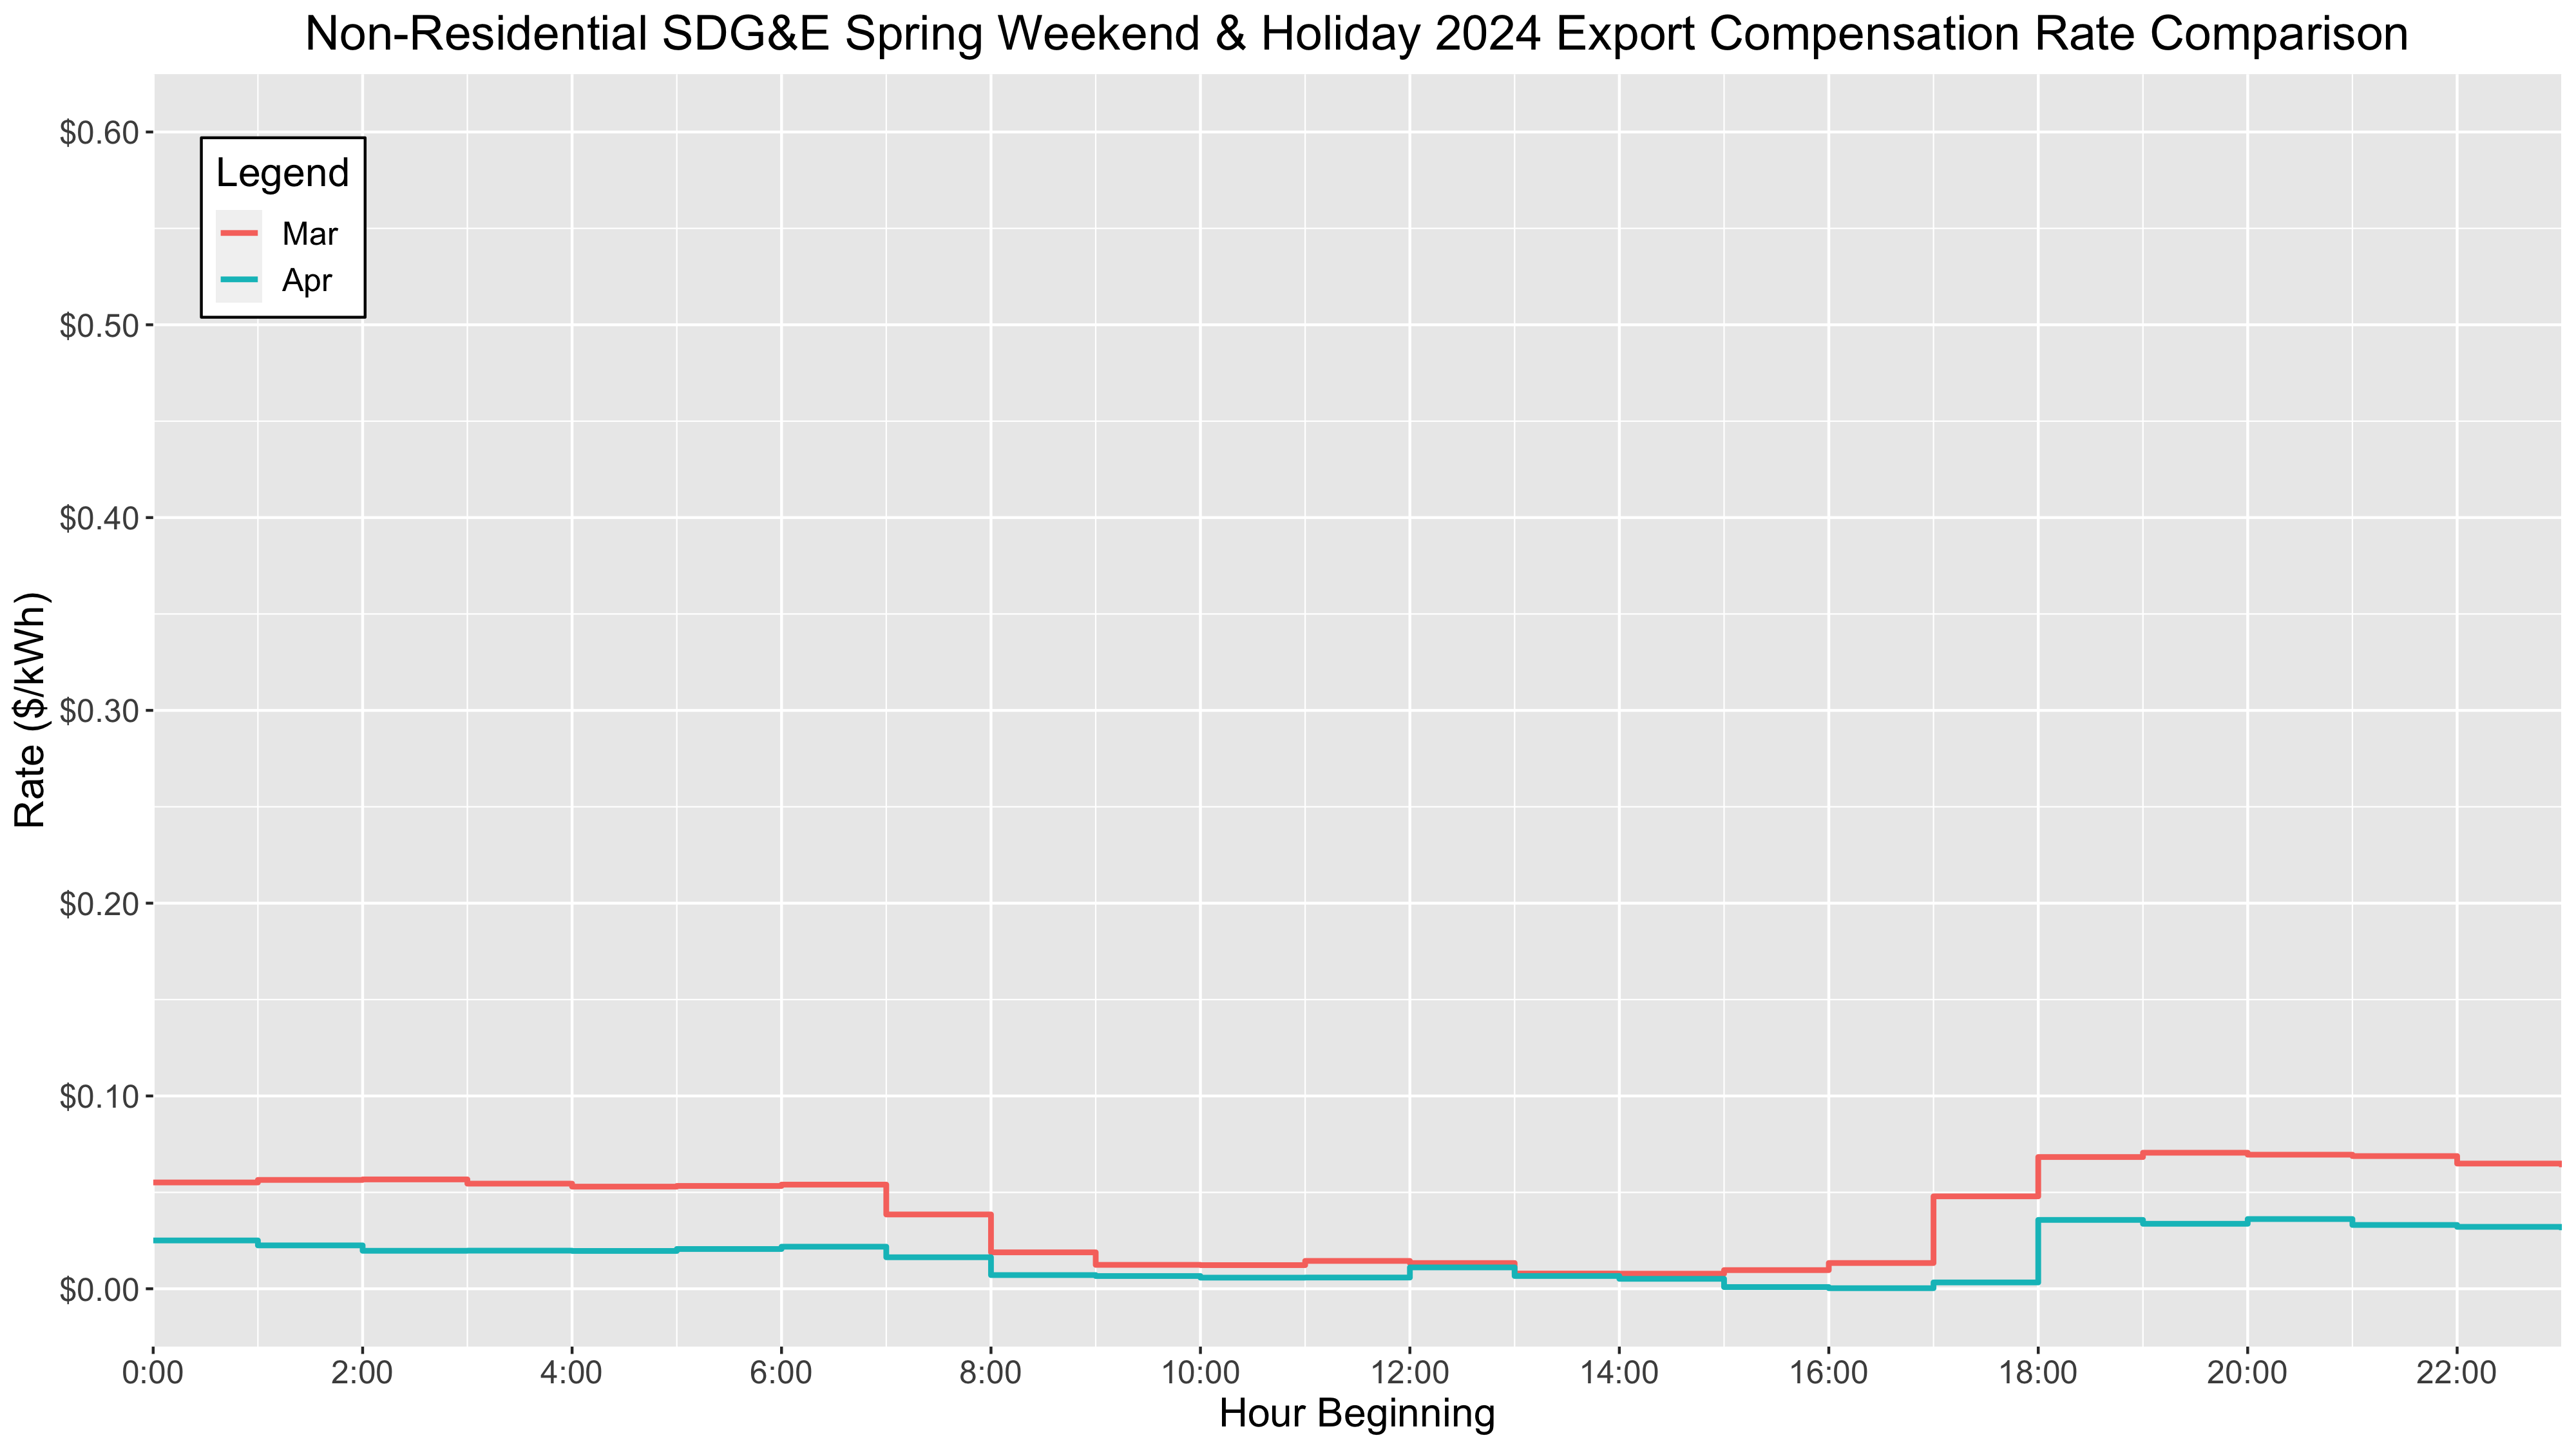 Non-Residential SDG&E Spring Weekend & Holiday 2024 Export Compensation Rate Comparison
$0.60
Legend
Mar
Apr
$0.50
$0.40
Rate ($/kWh)
$0.30
$0.20
$0.10
$0.00
0:00 2:00 4:00 6:00 8:00 10:00 12:00 14:00 16:00 18:00 20:00 22:00
Hour Beginning